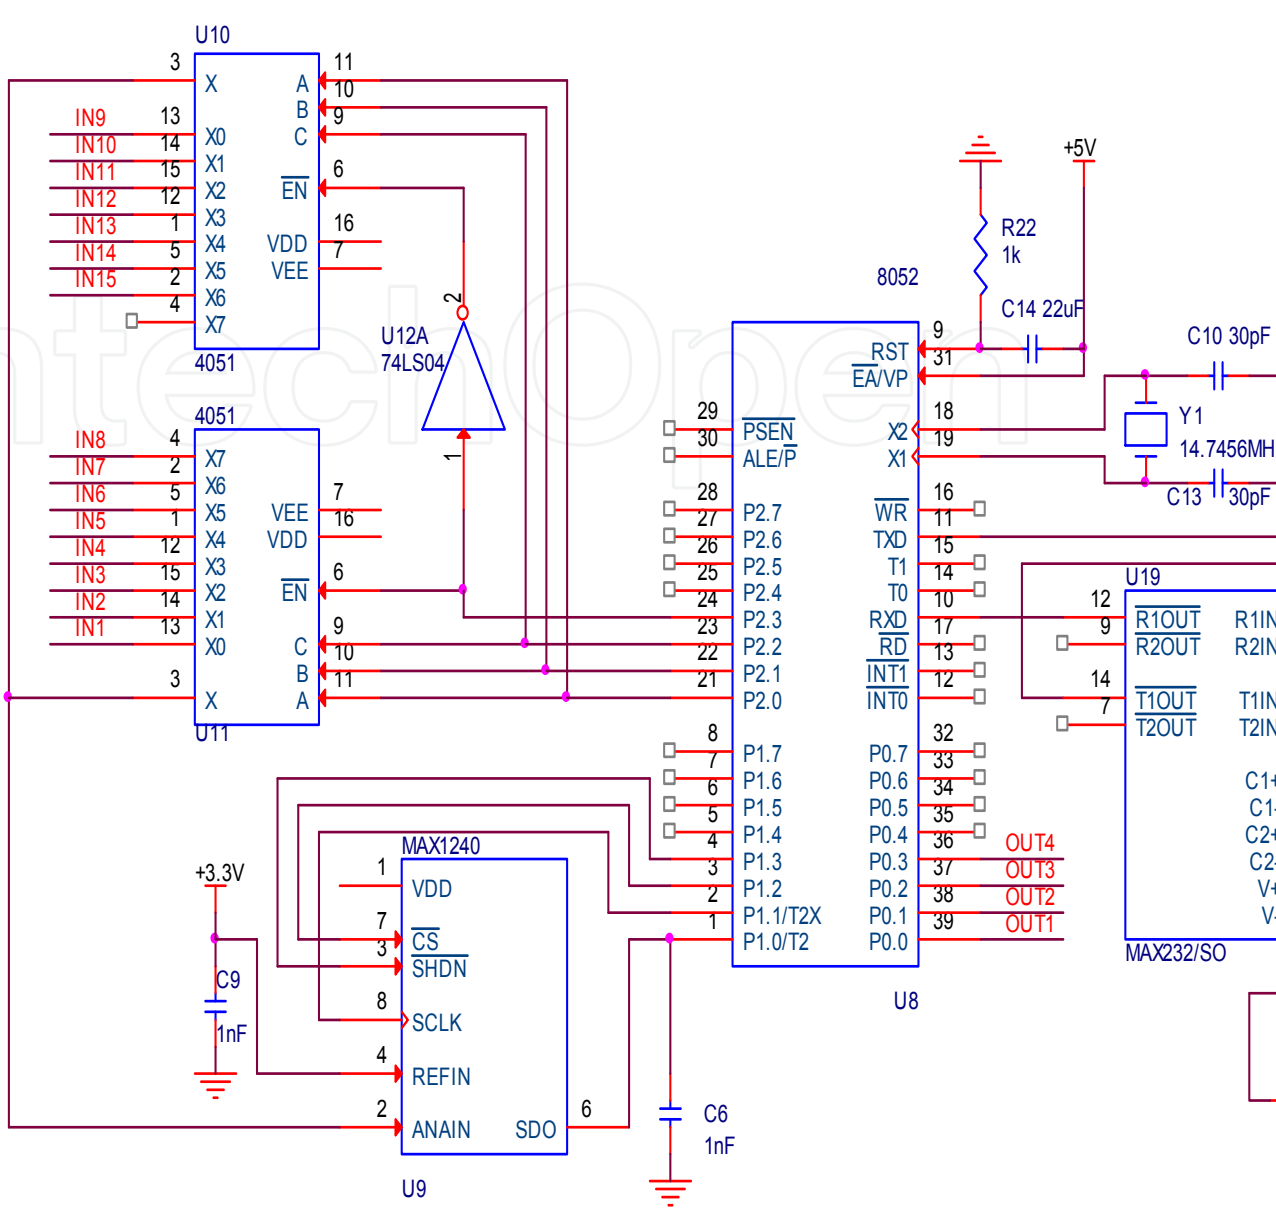 U10
3
X
A
11
B
10
C
9
IN9
13
X0
IN10
14
X1
IN11
15
X2
EN
6
IN12
12
X3
IN13
1
X4
VDD
16
IN14
5
X5
VEE
7
IN15
2
X6
4
X7
4051
U12A
74LS04
2
1
4051
IN8
4
X7
IN7
2
X6
IN6
5
X5
VEE
7
IN5
1
X4
VDD
16
IN4
12
X3
IN3
15
X2
EN
6
IN2
14
X1
IN1
13
X0
C
9
B
10
3
X
A
11
U11
+5V
R22
1k
8052
C14 22uF
RST
9
EA/VP
31
C10 30pF
29
PSEN
X2
18
30
ALE/P
X1
19
Y1
14.7456MH
C13
30pF
28
P2.7
WR
16
27
P2.6
TXD
11
26
P2.5
T1
15
25
P2.4
T0
14
24
P2.3
RXD
10
23
P2.2
RD
17
22
P2.1
INT1
13
21
P2.0
INT0
12
8
P1.7
P0.7
32
7
P1.6
P0.6
33
6
P1.5
P0.5
34
5
P1.4
P0.4
35
4
P1.3
P0.3
36
OUT4
3
P1.2
P0.2
37
OUT3
2
P1.1/T2X
P0.1
38
OUT2
1
P1.0/T2
P0.0
39
OUT1
U8
U19
12
R1OUT
R1IN
9
R2OUT
R2IN
14
T1OUT
T1IN
7
T2OUT
T2IN
C1+
C1-
C2+
C2-
V+
V-
MAX232/SO
MAX1240
+3.3V
1
VDD
7
CS
3
SHDN
C9
1nF
8
SCLK
4
REFIN
2
ANAIN
SDO
6
C6
1nF
U9
IntechOpen